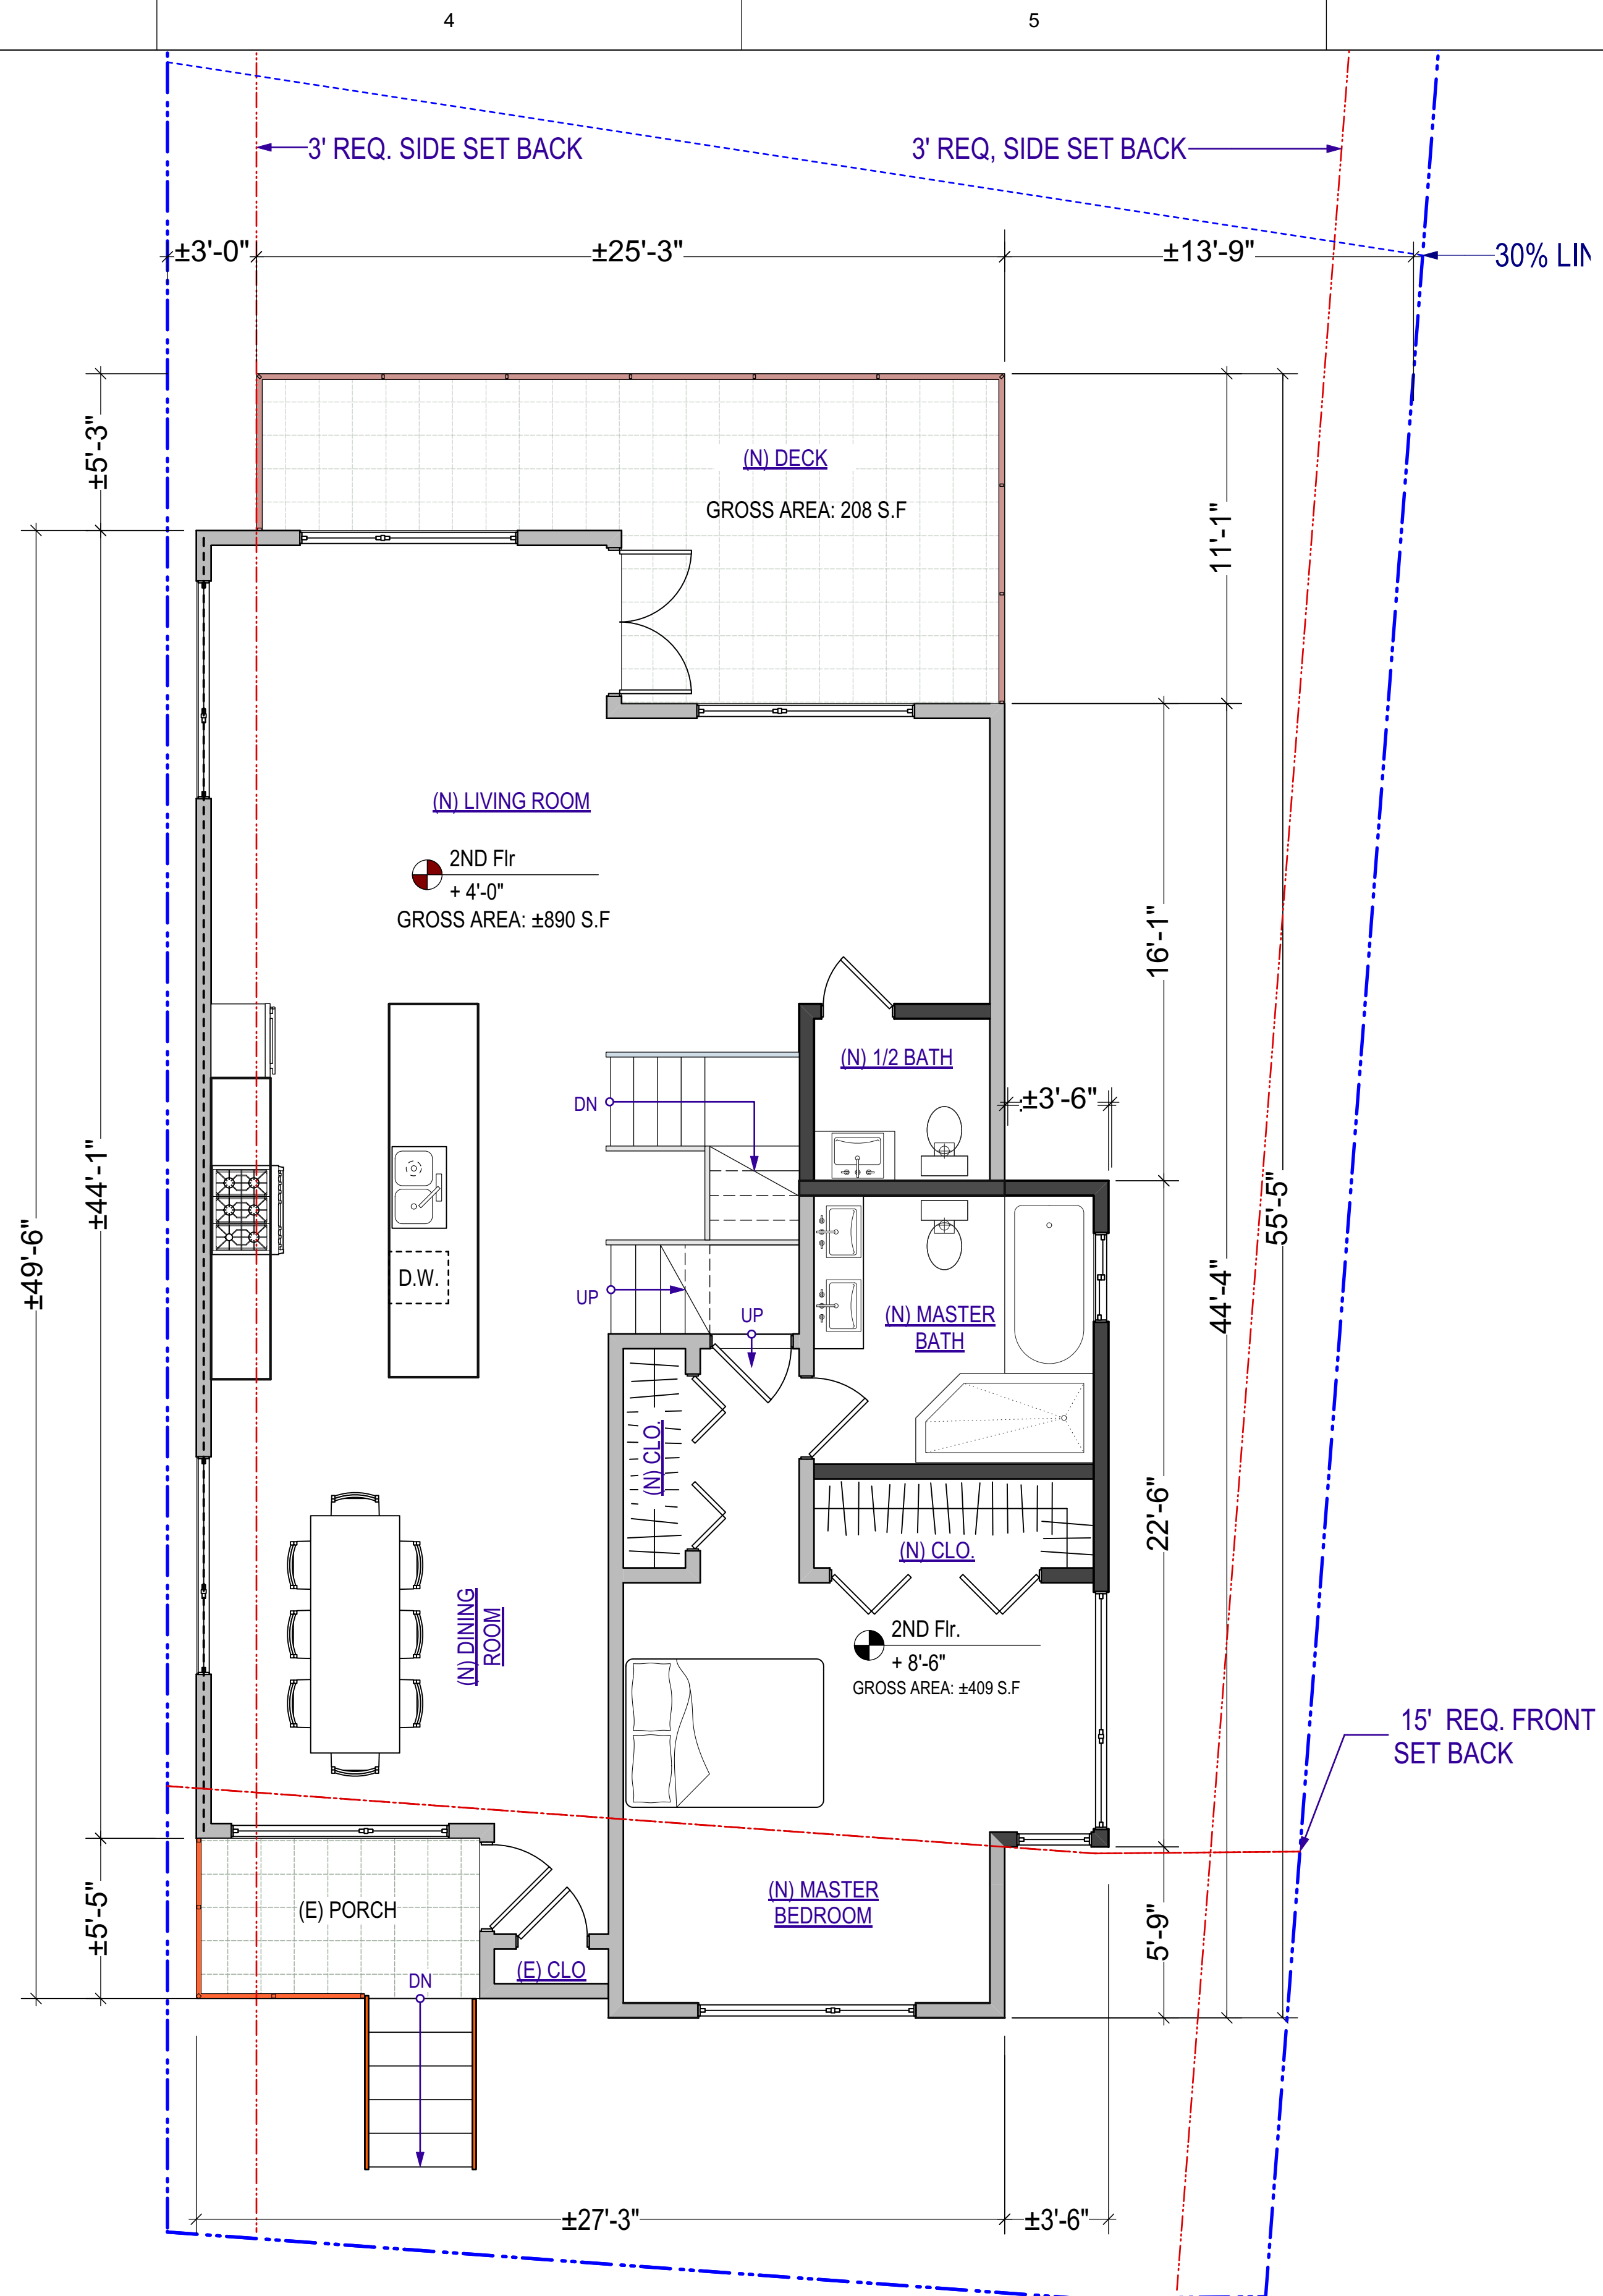 4
5
3' REQ. SIDE SET BACK
3' REQ, SIDE SET BACK
±3'-0"
±25'-3"
±13'-9"
30% LIN
±5'-3"
(N) DECK
GROSS AREA: 208 S.F
11'-1"
(N) LIVING ROOM
2ND Flr
+ 4'-0"
GROSS AREA: ±890 S.F
16'-1"
(N) 1/2 BATH
DN
±3'-6"
±44'-1"
±49'-6"
55'-5"
44'-4"
D.W.
UP
UP
(N) MASTER
BATH
(N) CLO.
22'-6"
(N) CLO.
(N) DINING
ROOM
2ND Flr.
+ 8'-6"
GROSS AREA: ±409 S.F
15' REQ. FRONT
SET BACK
±5'-5"
(E) PORCH
(N) MASTER
BEDROOM
5'-9"
(E) CLO
DN
±27'-3"
±3'-6"